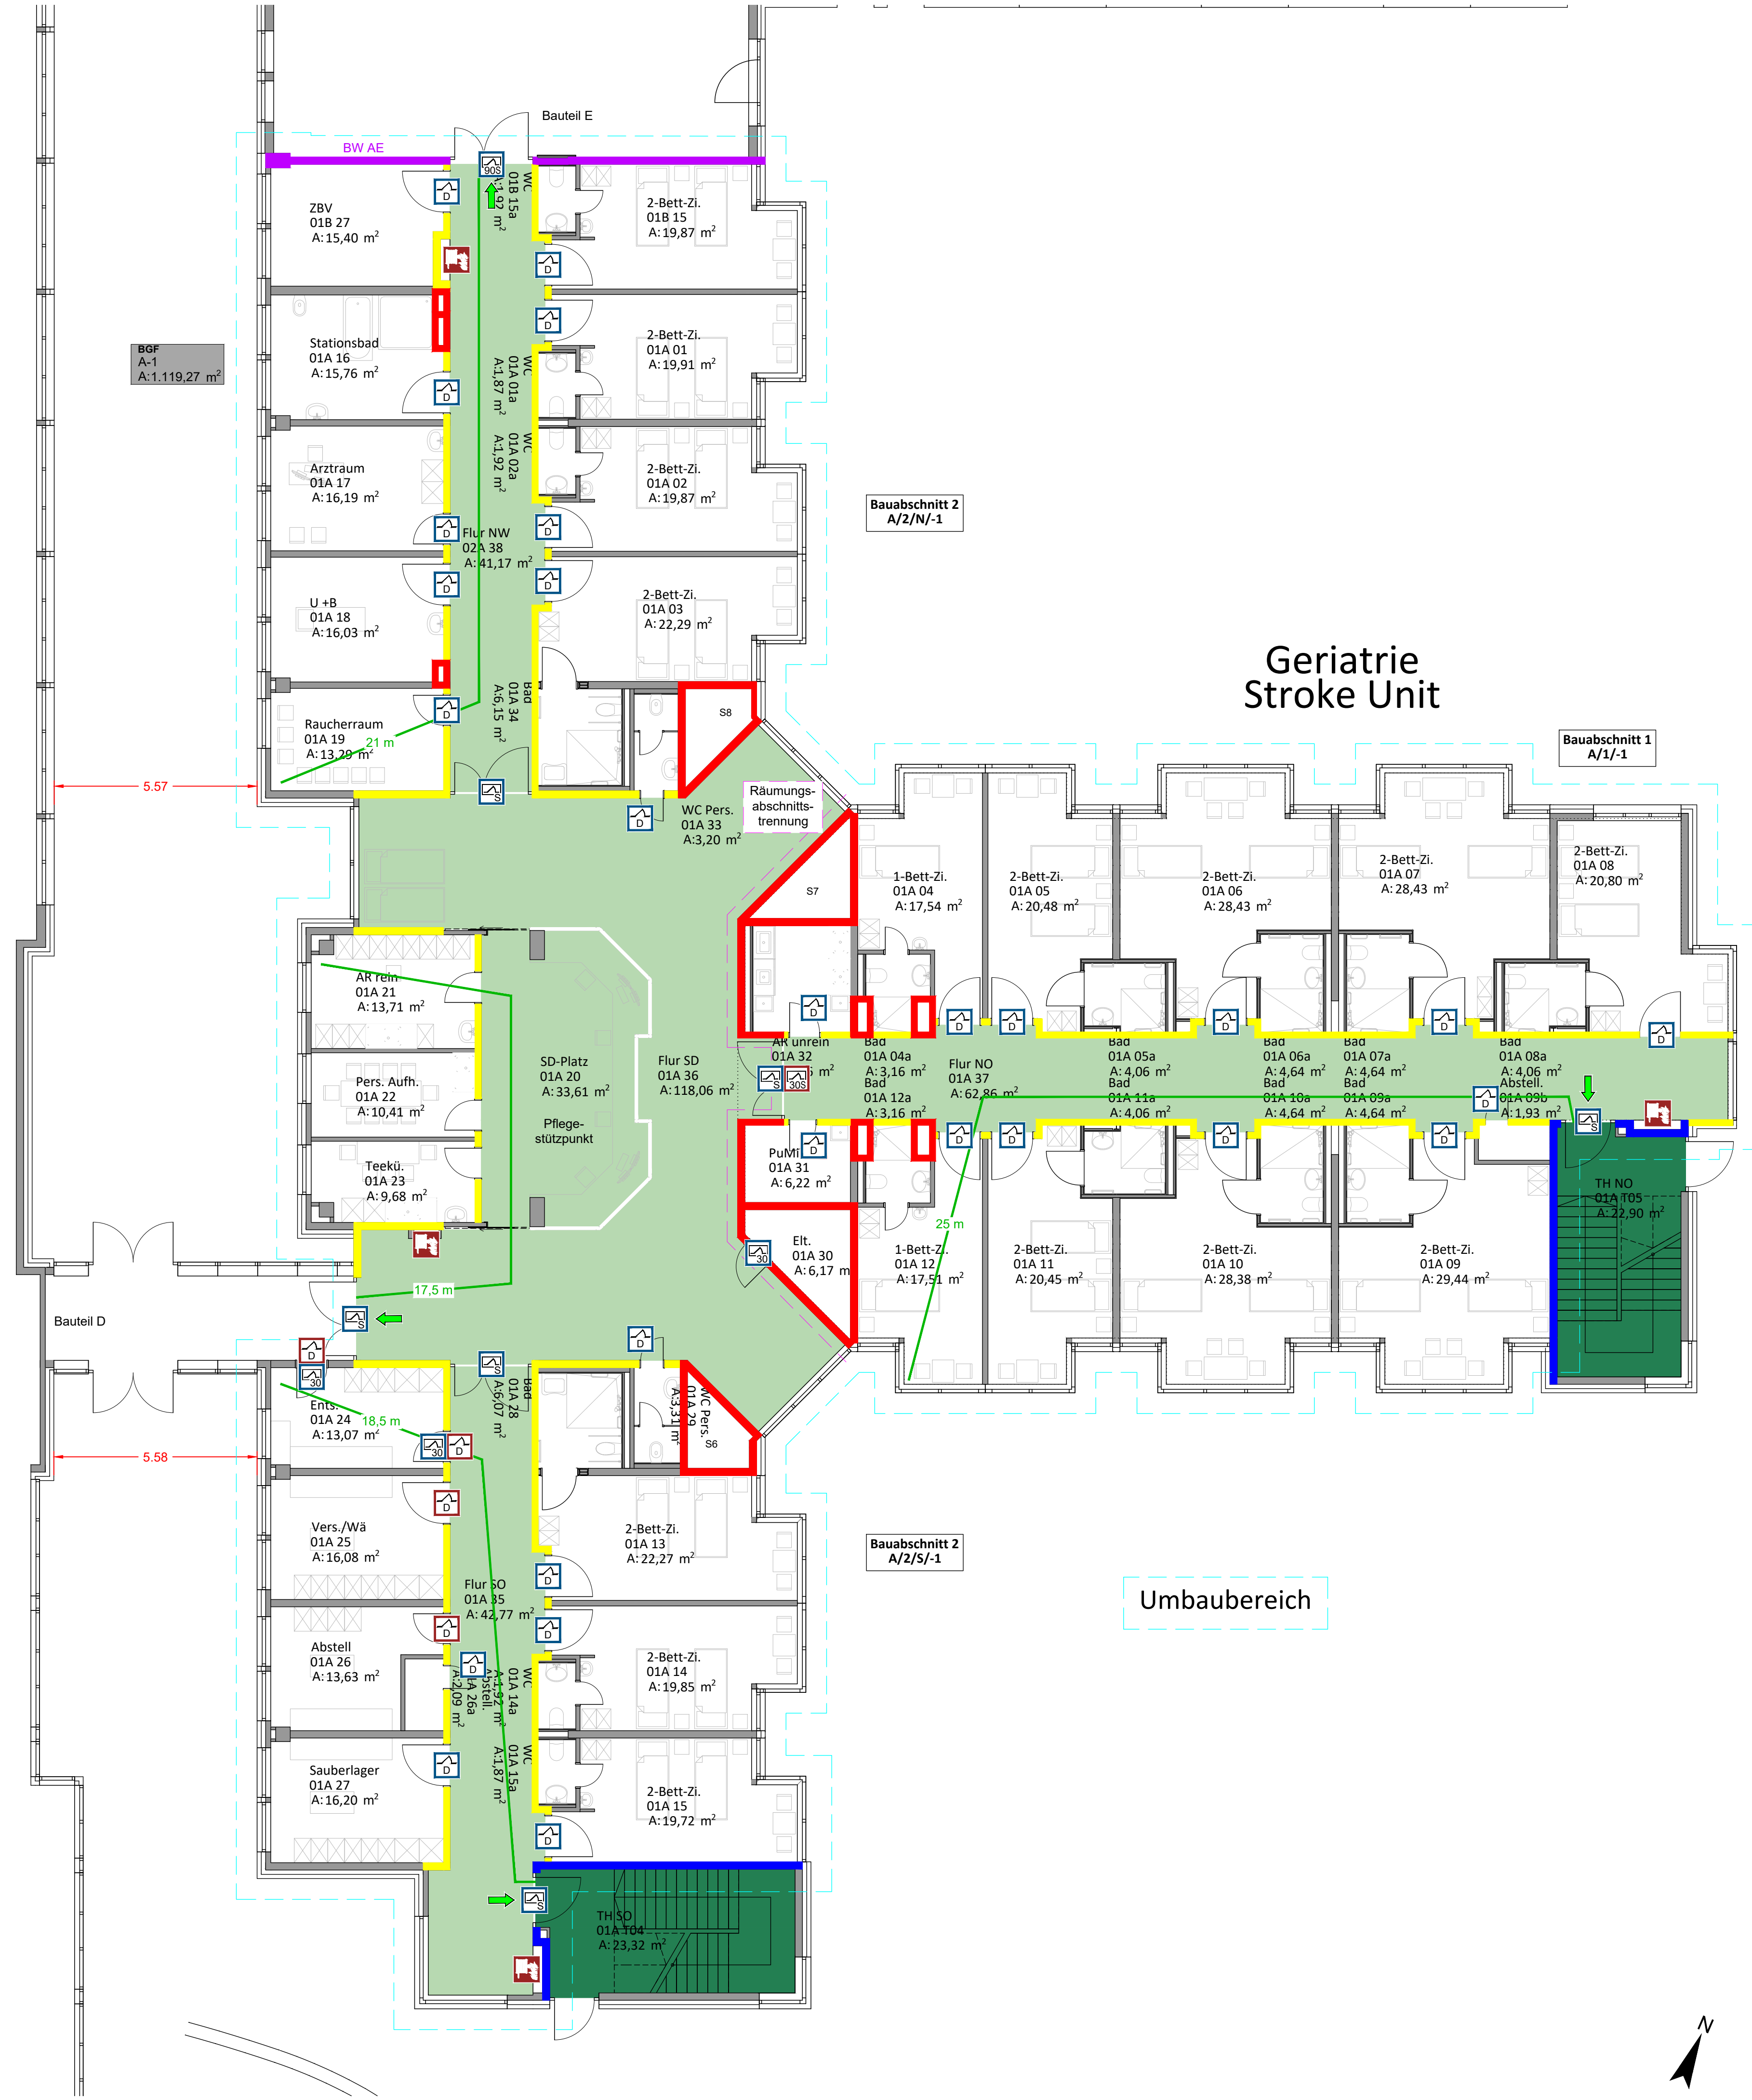 Bauteil E
BW AE
90S
WC
01B 15a
ZBV
01B 27
A: 15,40 m²
2-Bett-Zi.
01B 15
A: 19,87 m²
BGF
A-1
A:1.119,27 m²
Stationsbad
01A 16
A: 15,76 m²
WC
01A 01a
A:1,87 m²
2-Bett-Zi.
01A 01
A: 19,91 m²
Arztraum
01A 17
A: 16,19 m²
WC
01A 02a
A:1,92 m²
2-Bett-Zi.
01A 02
A: 19,87 m²
Bauabschnitt 2
A/2/N/-1
Flur NW
02A 38
A: 41,17 m²
U +B
01A 18
A: 16,03 m²
2-Bett-Zi.
01A 03
A: 22,29 m²
Geriatrie
Stroke Unit
Raucherraum
01A 19
A: 13,29 m²
21 m
Bad
01A 34
A:6,15 m²
S8
5.57
WC Pers.
01A 33
A:3,20 m²
Räumungs-
abschnitts-
trennung
Bauabschnitt 1
A/1/-1
S7
1-Bett-Zi.
01A 04
A: 17,54 m²
2-Bett-Zi.
01A 05
A: 20,48 m²
2-Bett-Zi.
01A 06
A: 28,43 m²
2-Bett-Zi.
01A 07
A: 28,43 m²
2-Bett-Zi.
01A 08
A: 20,80 m²
AR rein
01A 21
A: 13,71 m²
Pers. Aufh.
01A 22
A: 10,41 m²
Teekü.
01A 23
A: 9,68 m²
SD-Platz
01A 20
A: 33,61 m²
Pflege-
stützpunkt
Flur SD
01A 36
A: 118,06 m²
AR unrein
01A 32
30S
Bad
01A 04a
A: 3,16 m²
Bad
01A 12a
A: 3,16 m²
Flur NO
01A 37
A: 62,86 m²
Bad
01A 05a
A: 4,06 m²
Bad
01A 11a
A: 4,06 m²
Bad
01A 06a
A: 4,64 m²
Bad
01A 10a
A: 4,64 m²
Bad
01A 07a
A: 4,64 m²
Bad
01A 09a
A: 4,64 m²
Bad
01A 08a
A: 4,06 m²
Abstell.
01A 09b
A: 1,93 m²
PuMi
01A 31
A: 6,22 m²
Elt.
01A 30
A: 6,17 m
30
25 m
1-Bett-Zi.
01A 12
A: 17,51 m²
2-Bett-Zi.
01A 11
A: 20,45 m²
2-Bett-Zi.
01A 10
A: 28,38 m²
2-Bett-Zi.
01A 09
A: 29,44 m²
TH NO
01A T05
A: 22,90 m²
17,5 m
Bauteil D
30
Ents.
01A 24
A: 13,07 m²
18,5 m
30
5.58
Bad
01A 28
A:6,07 m²
WC Pers.
01A 29
A:3,31 m²
S6
Vers./Wä
01A 25
A: 16,08 m²
2-Bett-Zi.
01A 13
A: 22,27 m²
Bauabschnitt 2
A/2/S/-1
Umbaubereich
Flur SO
01A 35
A: 42,77 m²
Abstell
01A 26
A: 13,63 m²
Abstell.
A:2,09 m²
WC
01A 14a
A:1,92 m²
2-Bett-Zi.
01A 14
A: 19,85 m²
Sauberlager
01A 27
A: 16,20 m²
WC
01A 15a
A:1,87 m²
2-Bett-Zi.
01A 15
A: 19,72 m²
TH SO
01A T04
A: 23,32 m²
N